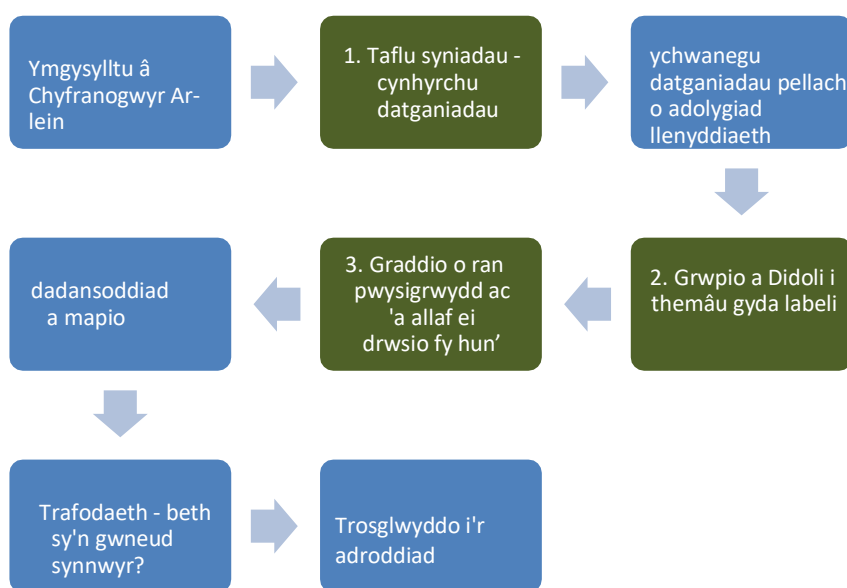 Ymgysylltu â
Chyfranogwyr Ar-
lein
1. Taflu syniadau -
cynhyrchu
datganiadau
ychwanegu
datganiadau pellach
o adolygiad
llenyddiaeth
2. Grwpio a Didoli i
themâu gyda labeli
3. Graddio o ran
pwysigrwydd ac
'a allaf ei
drwsio fy hun’
dadansoddiad
a mapio
Trafodaeth - beth
sy'n gwneud
synnwyr?
Trosglwyddo i'r
adroddiad